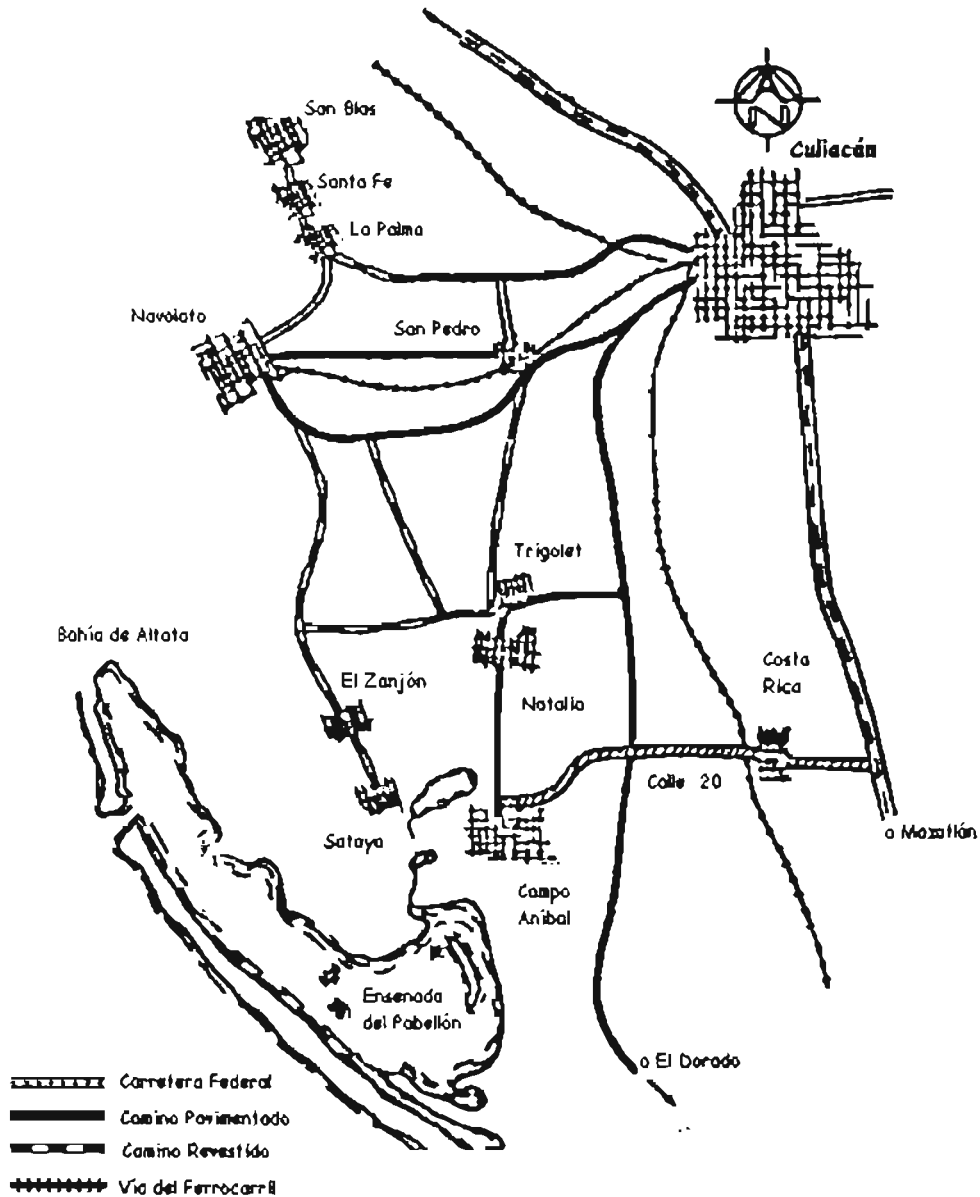 San Blas
Culiacán
Santa Fe
La Palma
Navolato
San Pedro
Trigolet
Bahía de Altata
El Zanjón
Natalia
Costa
Rica
Calle 20
a Mazatlán
Sataya
Campo
Aníbal
Ensenada
del Pabellón
a El Dorado
Carretera Federal
Camino Pavimentado
Camino Revestido
Vía del Ferrocarril